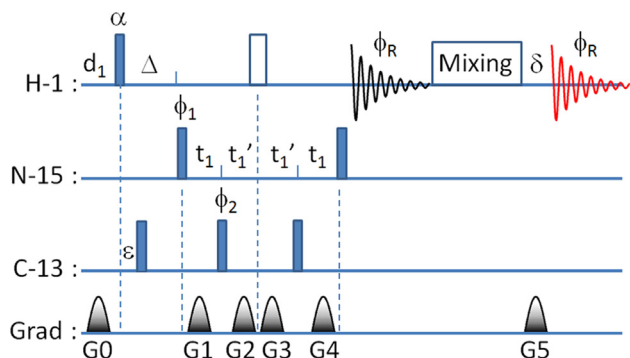 α
d₁ Δ ϕR Mixing δ ϕR
H-1 :
ϕ₁
t₁ t₁’ t₁’ t₁
N-15 :
ϕ₂
ε
C-13 :
Grad :
G0 G1 G2 G3 G4 G5